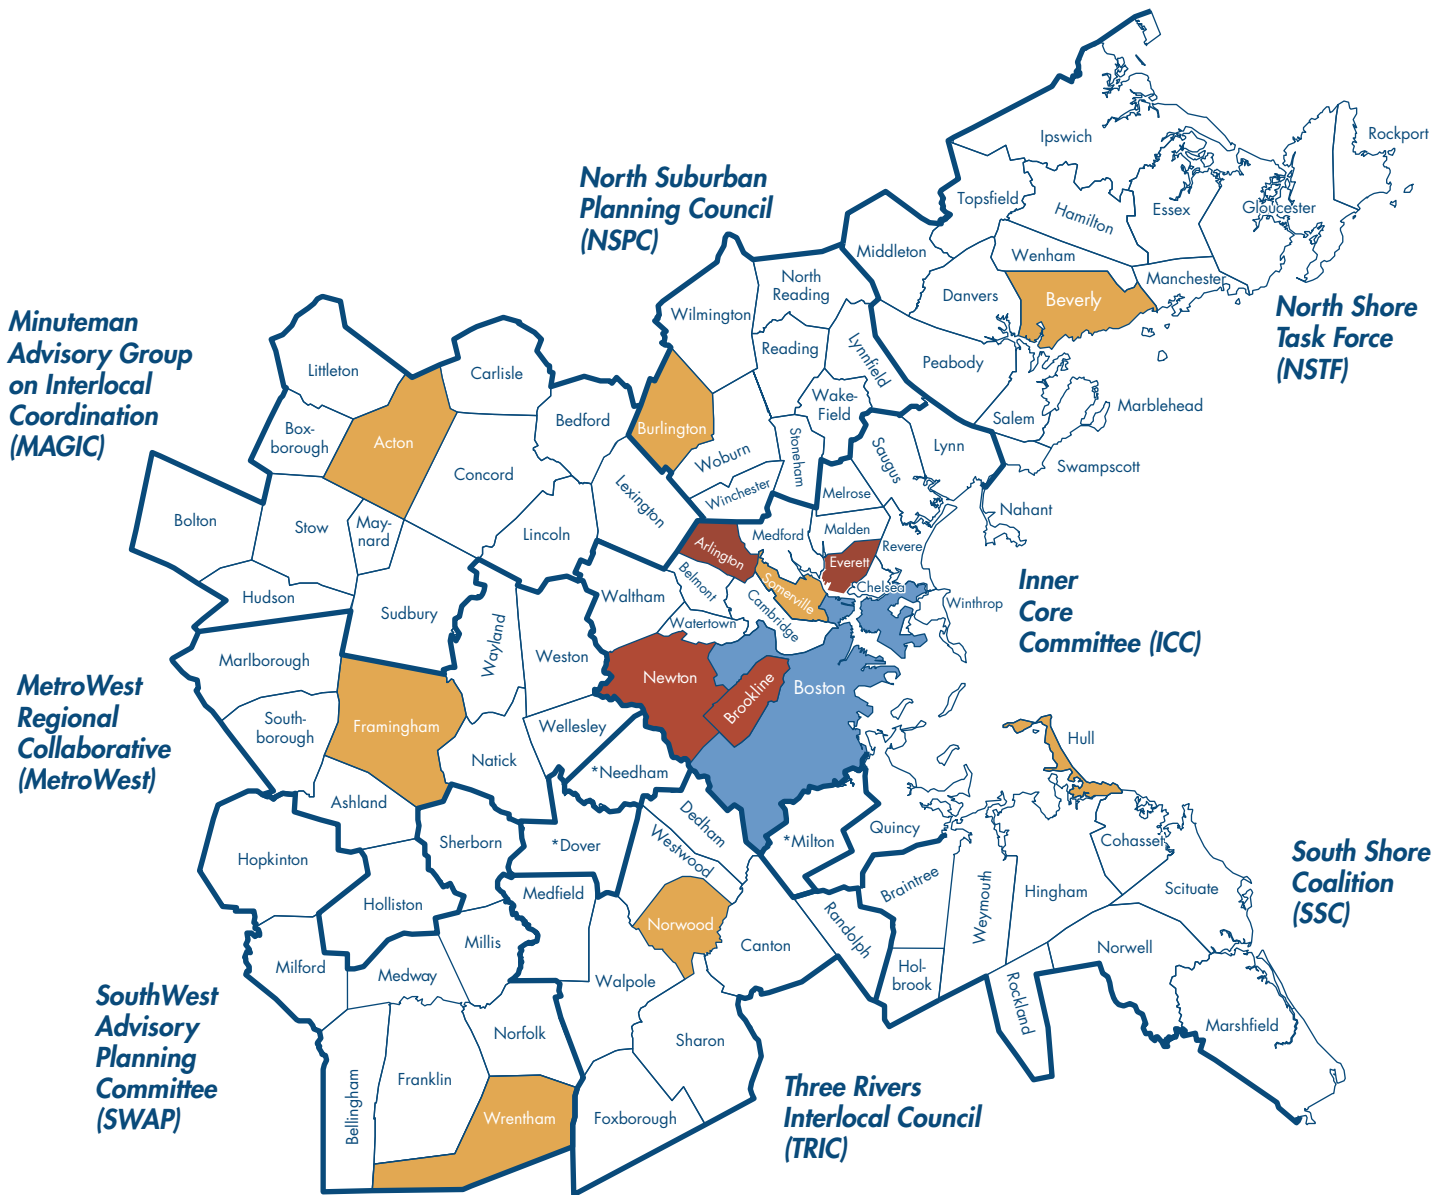 Ipswich
Rockport
North Suburban
Planning Council
(NSPC)
Topsfield
Hamilton
Essex
Gloucester
Middleton
Wenham
North
Reading
Manchester
Danvers
Beverly
North Shore
Task Force
(NSTF)
Wilmington
Minuteman
Advisory Group
on Interlocal
Coordination
(MAGIC)
Reading
Lynnfield
Peabody
Littleton
Carlisle
Wake-
Field
Marblehead
Salem
Bedford
Burlington
Box-
borough
Acton
Stoneham
Saugus
Lynn
Woburn
Swampscott
Concord
Winchester
Melrose
Lexington
Nahant
Bolton
Stow
May-
nard
Lincoln
Medford
Malden
Revere
Arlington
Everett
Belmont
Somerville
Chelsea
Hudson
Waltham
Winthrop
Inner
Core
Committee (ICC)
Sudbury
Cambridge
Watertown
Wayland
Marlborough
Weston
Newton
Boston
Brookline
MetroWest
Regional
Collaborative
(MetroWest)
South-
borough
Framingham
Wellesley
Hull
Natick
*Needham
Ashland
Dedham
Quincy
Sherborn
*Dover
Westwood
*Milton
Cohasset
South Shore
Coalition
(SSC)
Hopkinton
Medfield
Braintree
Weymouth
Hingham
Scituate
Holliston
Norwood
Randolph
Millis
Canton
Norwell
Milford
Medway
Walpole
Hol-
brook
Rockland
SouthWest
Advisory
Planning
Committee
(SWAP)
Norfolk
Sharon
Marshfield
Bellingham
Franklin
Three Rivers
Interlocal Council
(TRIC)
Wrentham
Foxborough